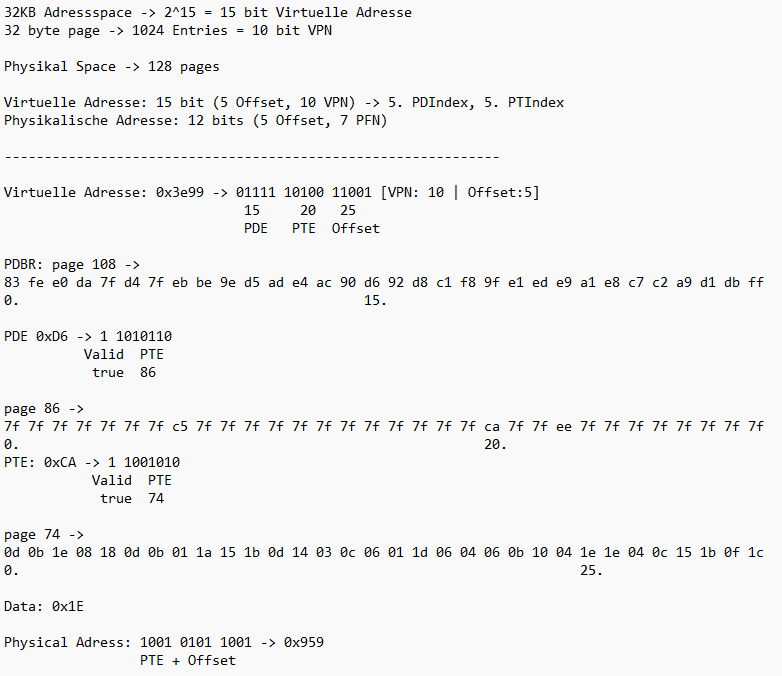 32KB Adressspace -> 2^15 = 15 bit Virtuelle Adresse
32 byte page -> 1024 Entries = 10 bit VPN
Physikal Space -> 128 pages
Virtuelle Adresse: 15 bit (5 Offset, 10 VPN) -> 5. PDIndex, 5. PTIndex
Physikalische Adresse: 12 bits (5 Offset, 7 PFN)
-------------------------------------------------------------
Virtuelle Adresse: 0x3e99 -> 01111 10100 11001 [VPN: 10 | Offset:5]
15 20 25
PDE PTE Offset
PDBR: page 108 ->
83 fe e0 da 7f d4 7f eb be 9e d5 ad e4 ac 90 d6 92 d8 c1 f8 9f e1 ed e9 a1 e8 c7 c2 a9 d1 db ff
0. 15.
PDE 0xD6 -> 1 1010110
Valid PTE
true 86
page 86 ->
7f 7f 7f 7f 7f 7f 7f c5 7f 7f 7f 7f 7f 7f 7f 7f 7f 7f 7f 7f ca 7f 7f ee 7f 7f 7f 7f 7f 7f 7f 7f
0. 20.
PTE: 0xCA -> 1 1001010
Valid PTE
true 74
page 74 ->
0d 0b 1e 08 18 0d 0b 01 1a 15 1b 0d 14 03 0c 06 01 1d 06 04 06 0b 10 04 1e 1e 04 0c 15 1b 0f 1c
0. 25.
Data: 0x1E
Physical Adress: 1001 0101 1001 -> 0x959
PTE + Offset